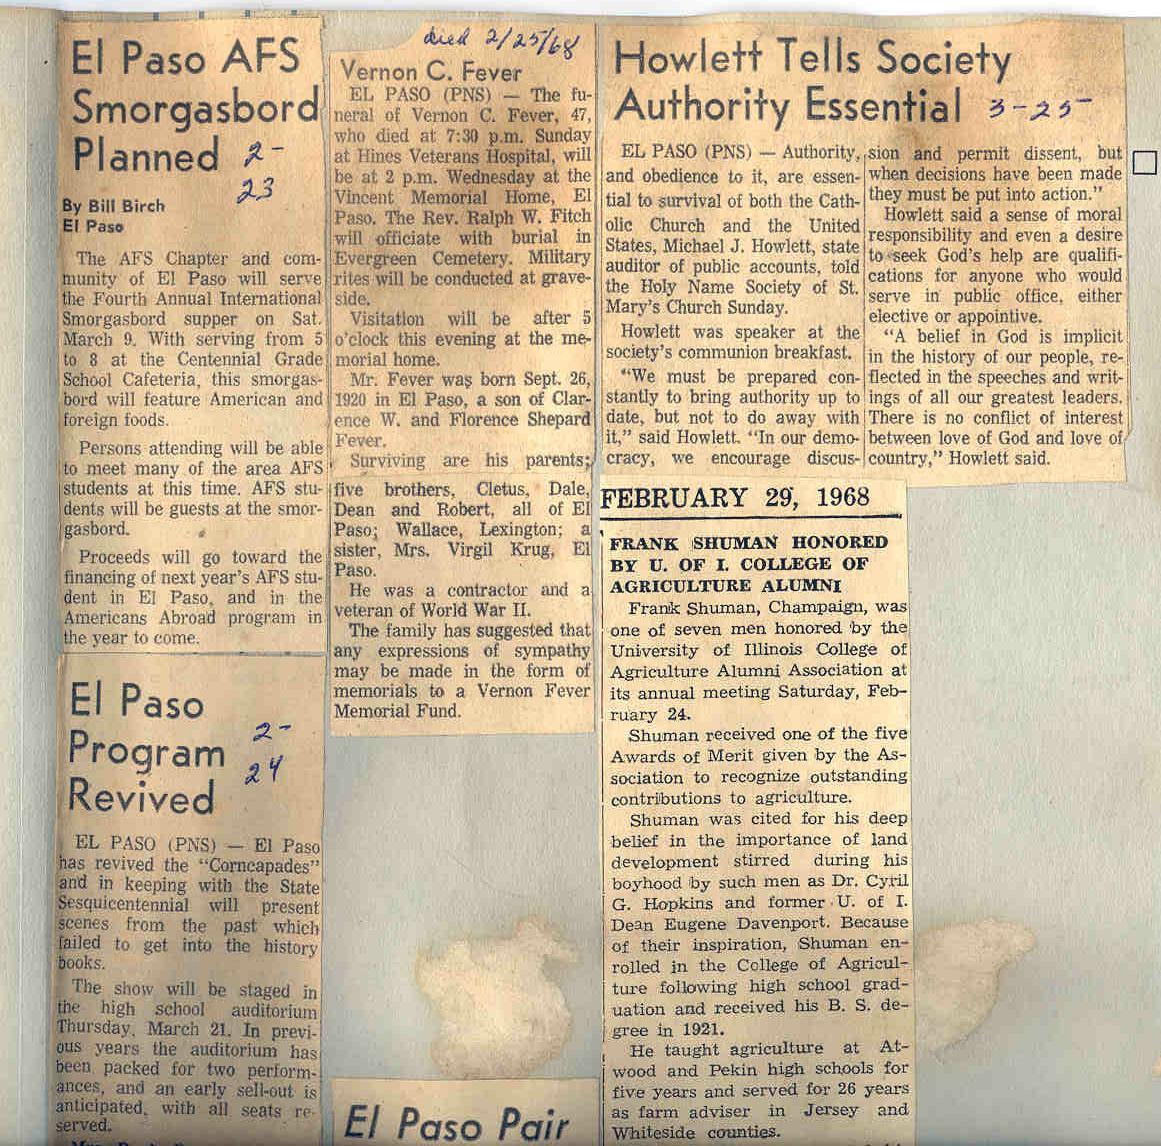 El Paso AFS
Smorgasbord
Planned 2-
23
By Bill Birch
El Paso
The AFS Chapter and com-
munity of El Paso will serve
the Fourth Annual International
Smorgasbord supper on Sat.
March 9. With serving from 5
to 8 at the Centennial Grade
School Cafeteria, this smorgas-
bord will feature American and
foreign foods.
Persons attending will be able
to meet many of the area AFS
students at this time. AFS stu-
dents will be guests at the smor-
gasbord.
Proceeds will go toward the
financing of next year's AFS stu-
dent in El Paso, and in the
Americans Abroad program in
the year to come.
El Paso
Program
Revived
2-
24
EL PASO (PNS) — El Paso
has revived the "Corncapades"
and in keeping with the State
Sesquicentennial will present
scenes from the past which
failed to get into the history
books.
The show will be staged in
the high school auditorium
Thursday, March 21. In previ-
ous years the auditorium has
been packed for two perform-
ances, and an early sell-out is
anticipated, with all seats re-
served.
died 2/25/68
Vernon C. Fever
EL PASO (PNS) — The fu-
neral of Vernon C. Fever, 47,
who died at 7:30 p.m. Sunday
at Hines Veterans Hospital, will
be at 2 p.m. Wednesday at the
Vincent Memorial Home, El
Paso. The Rev. Ralph W. Fitch
will officiate with burial in
Evergreen Cemetery. Military
rites will be conducted at grave-
side.
Visitation will be after 5
o'clock this evening at the me-
morial home.
Mr. Fever was born Sept. 26,
1920 in El Paso, a son of Clar-
ence W. and Florence Shepard
Fever.
Surviving are his parents;
five brothers, Cletus, Dale,
Dean and Robert, all of El
Paso; Wallace, Lexington; a
sister, Mrs. Virgil Krug, El
Paso.
He was a contractor and a
veteran of World War II.
The family has suggested that
any expressions of sympathy
may be made in the form of
memorials to a Vernon Fever
Memorial Fund.
El Paso Pair
Howlett Tells Society
Authority Essential 3-25
EL PASO (PNS) — Authority,
and obedience to it, are essen-
tial to survival of both the Cath-
olic Church and the United
States, Michael J. Howlett, state
auditor of public accounts, told
the Holy Name Society of St.
Mary's Church Sunday.
Howlett was speaker at the
society's communion breakfast.
"We must be prepared con-
stantly to bring authority up to
date, but not to do away with
it," said Howlett. "In our demo-
cracy, we encourage discus-
sion and permit dissent, but
when decisions have been made
they must be put into action."
Howlett said a sense of moral
responsibility and even a desire
to seek God's help are qualifi-
cations for anyone who would
serve in public office, either
elective or appointive.
"A belief in God is implicit
in the history of our people, re-
flected in the speeches and writ-
ings of all our greatest leaders.
There is no conflict of interest
between love of God and love of
country," Howlett said.
FEBRUARY 29, 1968
FRANK SHUMAN HONORED
BY U. OF I. COLLEGE OF
AGRICULTURE ALUMNI
Frank Shuman, Champaign, was
one of seven men honored by the
University of Illinois College of
Agriculture Alumni Association at
its annual meeting Saturday, Feb-
ruary 24.
Shuman received one of the five
Awards of Merit given by the As-
sociation to recognize outstanding
contributions to agriculture.
Shuman was cited for his deep
belief in the importance of land
development stirred during his
boyhood by such men as Dr. Cyril
G. Hopkins and former U. of I.
Dean Eugene Davenport. Because
of their inspiration, Shuman en-
rolled in the College of Agricul-
ture following high school grad-
uation and received his B. S. de-
gree in 1921.
He taught agriculture at At-
wood and Pekin high schools for
five years and served for 26 years
as farm adviser in Jersey and
Whiteside counties.